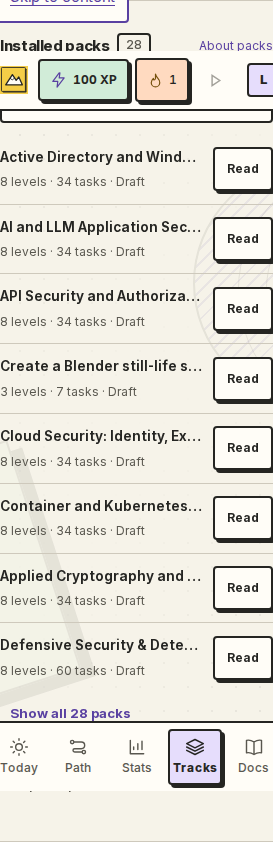 Skip to content
Installed packs 28 About packs
100 XP 1 L
Active Directory and Wind…
8 levels · 34 tasks · Draft
Read
AI and LLM Application Sec…
8 levels · 34 tasks · Draft
Read
API Security and Authoriza…
8 levels · 34 tasks · Draft
Read
Create a Blender still-life s…
3 levels · 7 tasks · Draft
Read
Cloud Security: Identity, Ex…
8 levels · 34 tasks · Draft
Read
Container and Kubernetes…
8 levels · 34 tasks · Draft
Read
Applied Cryptography and …
8 levels · 34 tasks · Draft
Read
Defensive Security & Dete…
8 levels · 60 tasks · Draft
Read
Show all 28 packs
Today Path Stats Tracks Docs